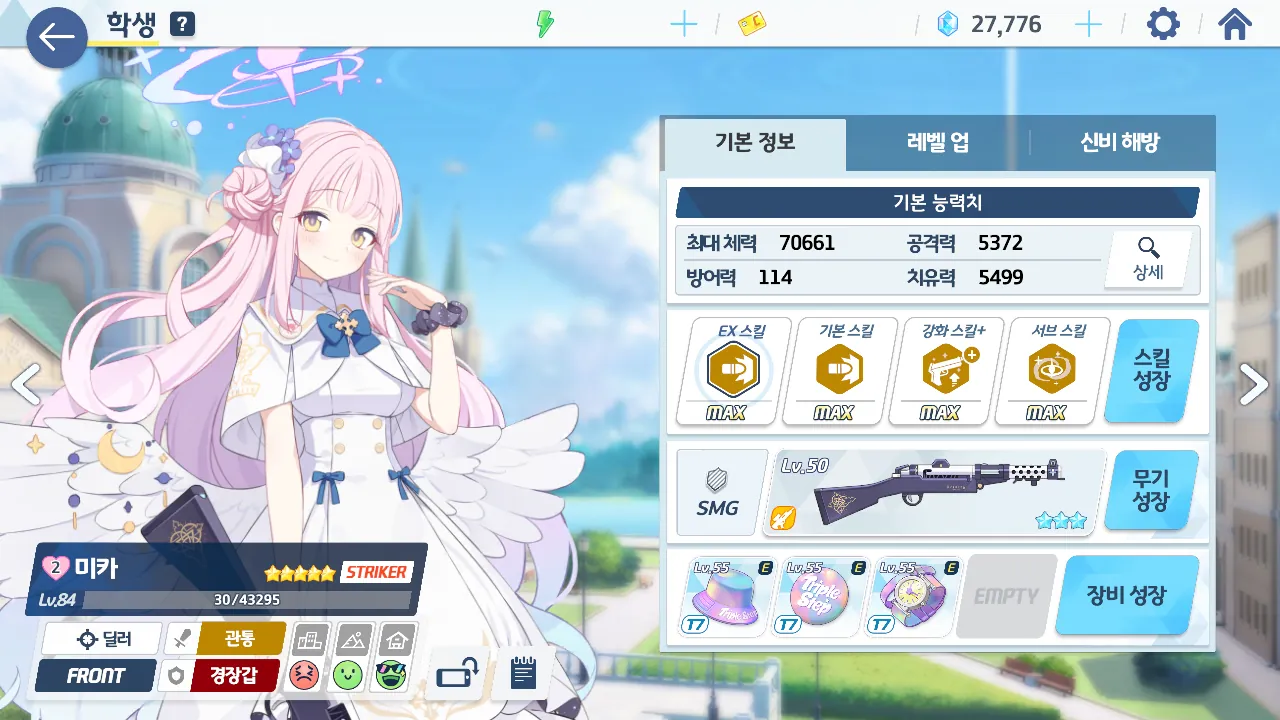 학생 ?
27,776
기본 정보
레벨 업
신비 해방
기본 능력치
최대 체력 70661 공격력 5372
방어력 114 치유력 5499
상세
EX 스킬 기본 스킬 강화 스킬+ 서브 스킬
MAX MAX MAX MAX
스킬
성장
Lv.50
SMG
무기
성장
Lv.55 E Lv.55 E Lv.55 E
Triple Stop
T7 T7 T7
EMPTY
장비 성장
2 미카
STRIKER
Lv.84 30/43295
딜러 관통
FRONT 경장갑